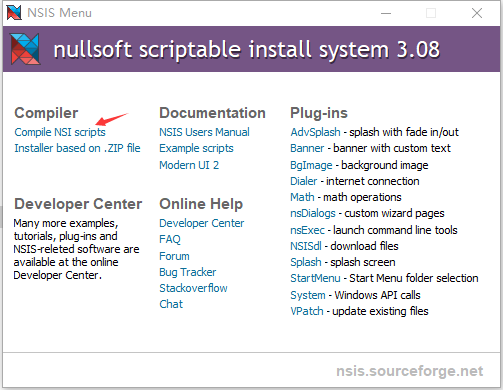 NSIS Menu
nullsoft scriptable install system 3.08
Compiler
Compile NSI scripts
Installer based on .ZIP file
Developer Center
Many more examples,
tutorials, plug-ins and
NSIS-releted software are
available at the online
Developer Center.
Documentation
NSIS Users Manual
Example scripts
Modern UI 2
Online Help
Developer Center
FAQ
Forum
Bug Tracker
Stackoverflow
Chat
Plug-ins
AdvSplash - splash with fade in/out
Banner - banner with custom text
BgImage - background image
Dialer - internet connection
Math - math operations
nsDialogs - custom wizard pages
nsExec - launch command line tools
NSISdl - download files
Splash - splash screen
StartMenu - Start Menu folder selection
System - Windows API calls
VPatch - update existing files
nsis.sourceforge.net